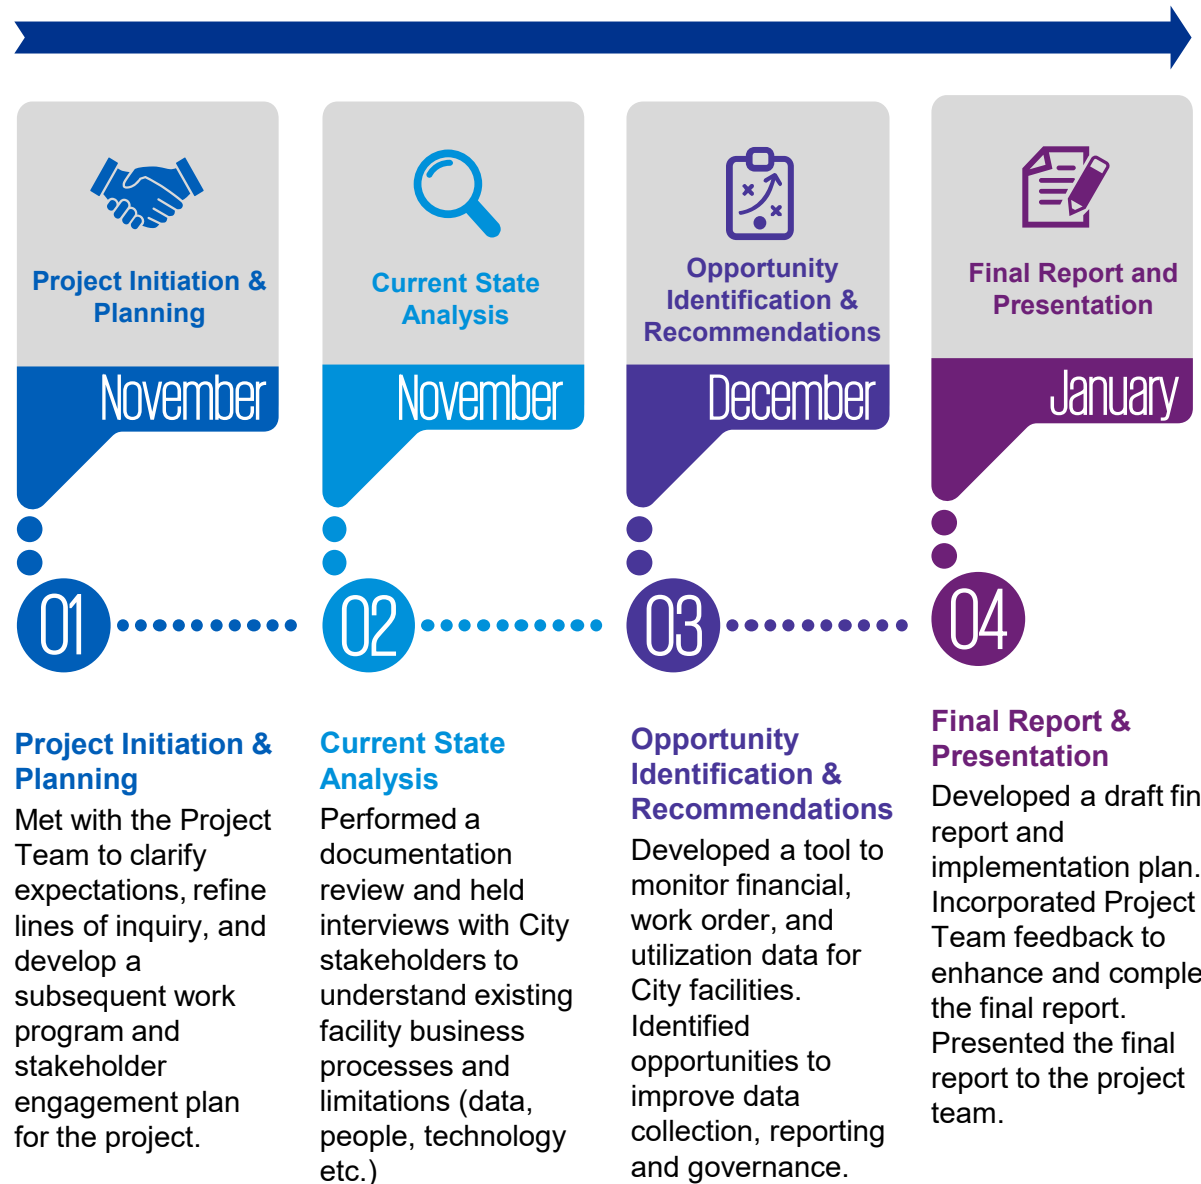 Project Initiation &
Planning
November
01
Current State
Analysis
November
02
Opportunity
Identification &
Recommendations
December
03
Final Report and
Presentation
January
04
Project Initiation &
Planning
Met with the Project
Team to clarify
expectations, refine
lines of inquiry, and
develop a
subsequent work
program and
stakeholder
engagement plan
for the project.
Current State
Analysis
Performed a
documentation
review and held
interviews with City
stakeholders to
understand existing
facility business
processes and
limitations (data,
people, technology
etc.)
Opportunity
Identification &
Recommendations
Developed a tool to
monitor financial,
work order, and
utilization data for
City facilities.
Identified
opportunities to
improve data
collection, reporting
and governance.
Final Report &
Presentation
Developed a draft fin
report and
implementation plan.
Incorporated Project
Team feedback to
enhance and comple
the final report.
Presented the final
report to the project
team.